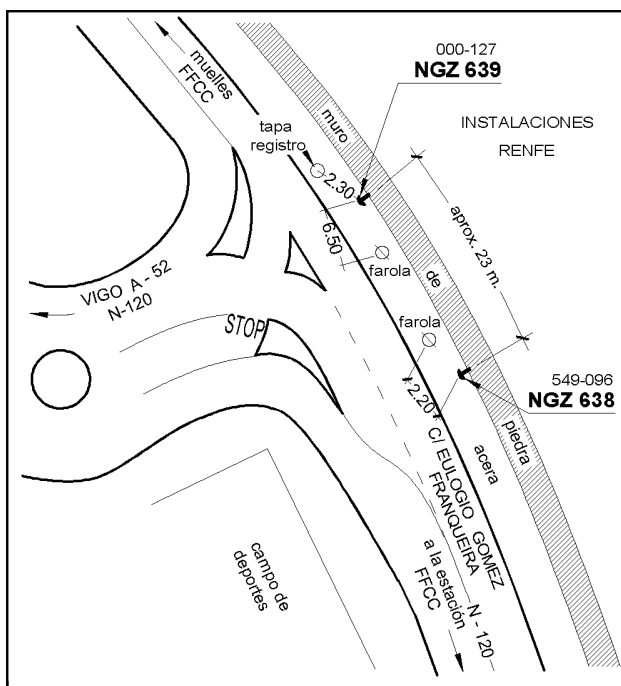 000-127
NGZ 639
INSTALACIONES
RENFE
muelles
FFCC
muro
tapa
registro
2.30
6.50
farola
de
aprox. 23 m.
VIGO A - 52
N-120
STOP
farola
2.20
549-096
NGZ 638
piedra
acera
C/ EULOGIO GOMEZ
FRANQUEIRA
campo de
deportes
a la estación
FFCC
N - 120